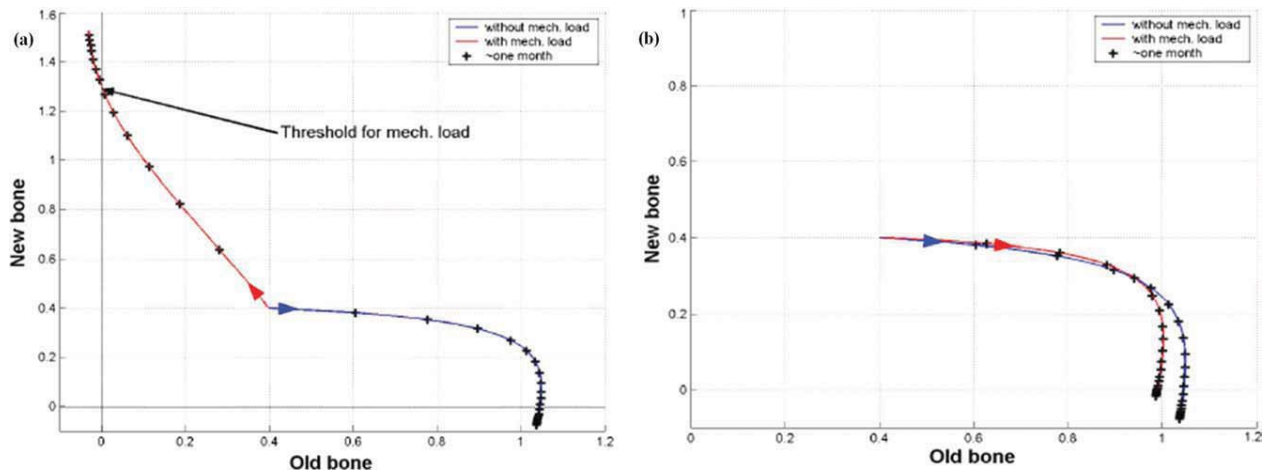 (a)
1.6
1.4
1.2
1
0.8
0.6
0.4
0.2
0
New bone
without mech. load
with mech. load
~one month
Threshold for mech. load
0
0.2
0.4
0.6
0.8
1
1.2
Old bone
(b)
1
0.8
0.6
0.4
0.2
0
New bone
without mech. load
with mech. load
~one month
0
0.2
0.4
0.6
0.8
1
1.2
Old bone